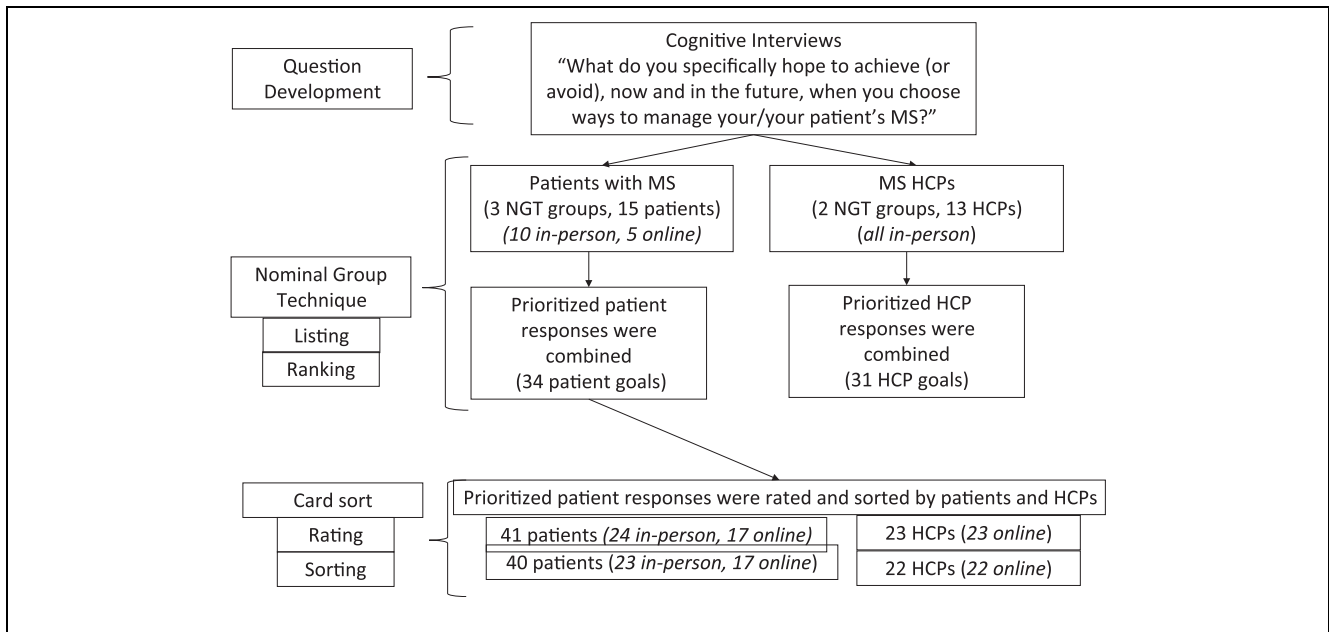 Question
Development
Cognitive Interviews
“What do you specifically hope to achieve (or
avoid), now and in the future, when you choose
ways to manage your/your patient’s MS?”
Nominal Group
Technique
Listing
Ranking
Patients with MS
(3 NGT groups, 15 patients)
(10 in-person, 5 online)
MS HCPs
(2 NGT groups, 13 HCPs)
(all in-person)
Prioritized patient
responses were
combined
(34 patient goals)
Prioritized HCP
responses were
combined
(31 HCP goals)
Card sort
Rating
Sorting
Prioritized patient responses were rated and sorted by patients and HCPs
41 patients (24 in-person, 17 online)
23 HCPs (23 online)
40 patients (23 in-person, 17 online)
22 HCPs (22 online)